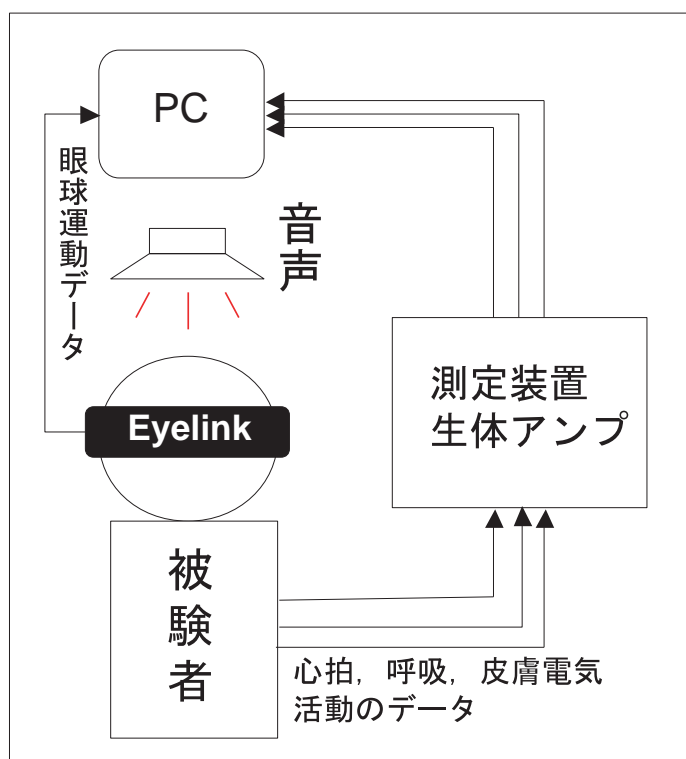 PC
眼球運動データ
音声
Eyelink
測定装置
生体アンプ
被験者
心拍，呼吸，皮膚電気
活動のデータ